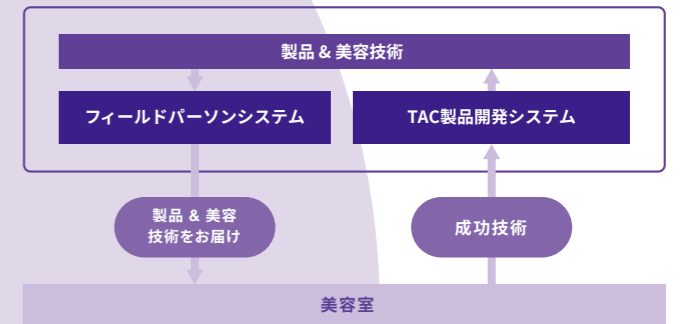 製品 & 美容技術
フィールドパーソンシステム
TAC製品開発システム
製品 & 美容
技術をお届け
成功技術
美容室